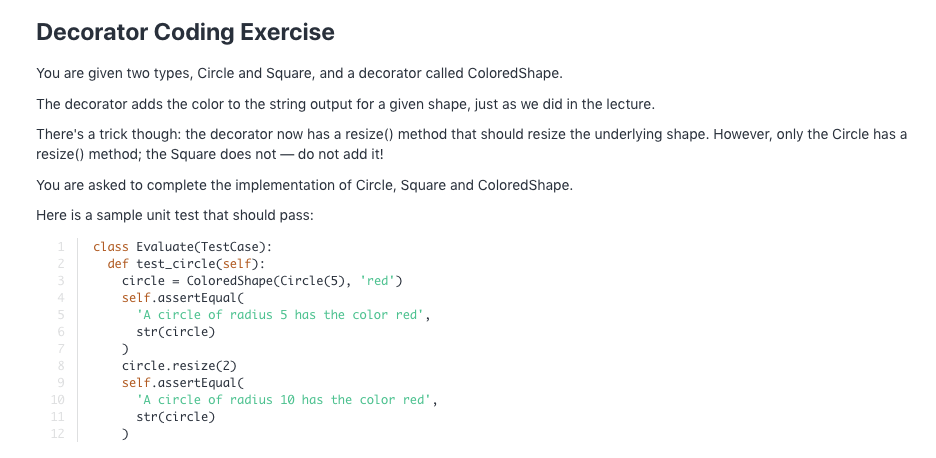 Decorator Coding Exercise
You are given two types, Circle and Square, and a decorator called ColoredShape.
The decorator adds the color to the string output for a given shape, just as we did in the lecture.
There's a trick though: the decorator now has a resize() method that should resize the underlying shape. However, only the Circle has a
resize() method; the Square does not — do not add it!
You are asked to complete the implementation of Circle, Square and ColoredShape.
Here is a sample unit test that should pass:
1 class Evaluate(TestCase):
2   def test_circle(self):
3     circle = ColoredShape(Circle(5), 'red')
4     self.assertEqual(
5       'A circle of radius 5 has the color red',
6       str(circle)
7     )
8     circle.resize(2)
9     self.assertEqual(
10       'A circle of radius 10 has the color red',
11       str(circle)
12     )